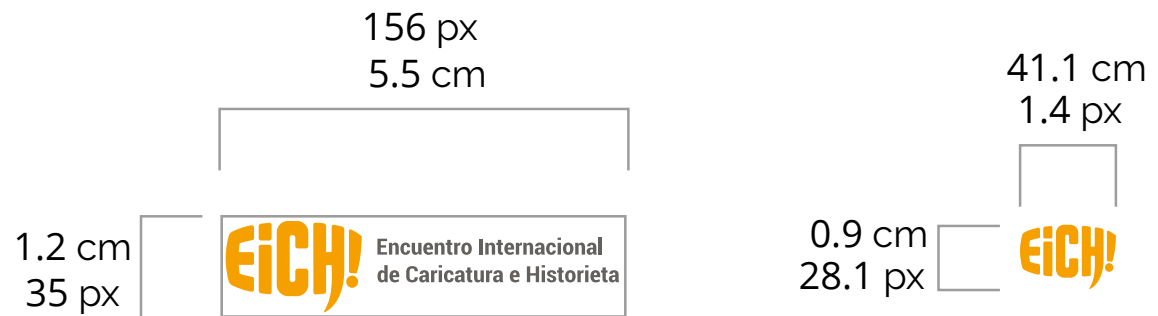 156 px
5.5 cm
41.1 cm
1.4 px
1.2 cm
35 px
EiCH!
Encuentro Internacional
de Caricatura e Historieta
0.9 cm
28.1 px
EiCH!